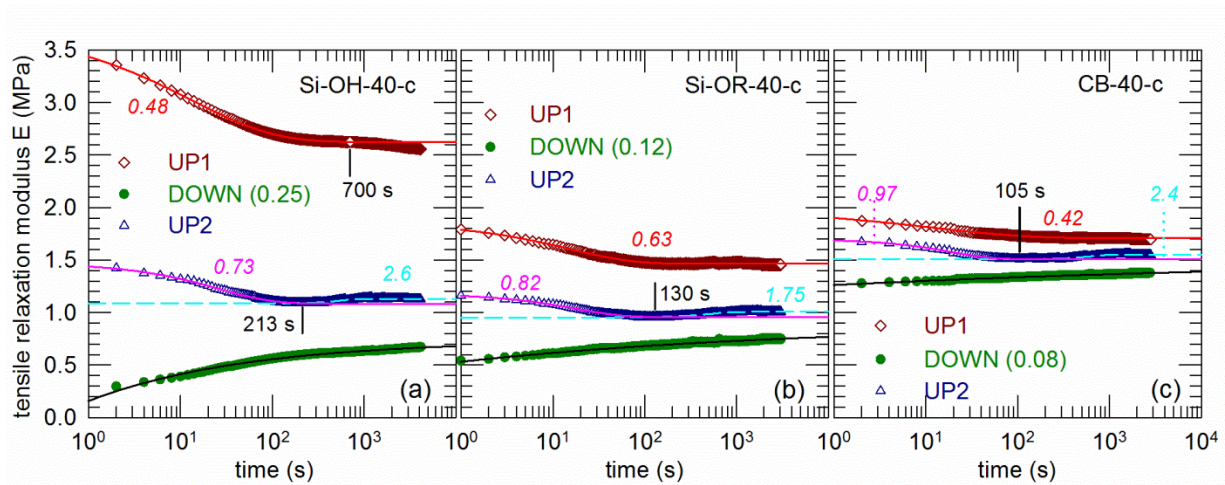 tensile relaxation modulus E (MPa)
3.5
3.0
2.5
2.0
1.5
1.0
0.5
0.0
Si-OH-40-c
0.48
UP1
DOWN (0.25)
UP2
700 s
0.73
2.6
213 s
(a)
10^0
10^1
10^2
10^3
time (s)
Si-OR-40-c
UP1
DOWN (0.12)
UP2
0.63
0.82
130 s
1.75
(b)
10^0
10^1
10^2
10^3
time (s)
CB-40-c
0.97
105 s
2.4
0.42
UP1
DOWN (0.08)
UP2
(c)
10^0
10^1
10^2
10^3
10^4
time (s)